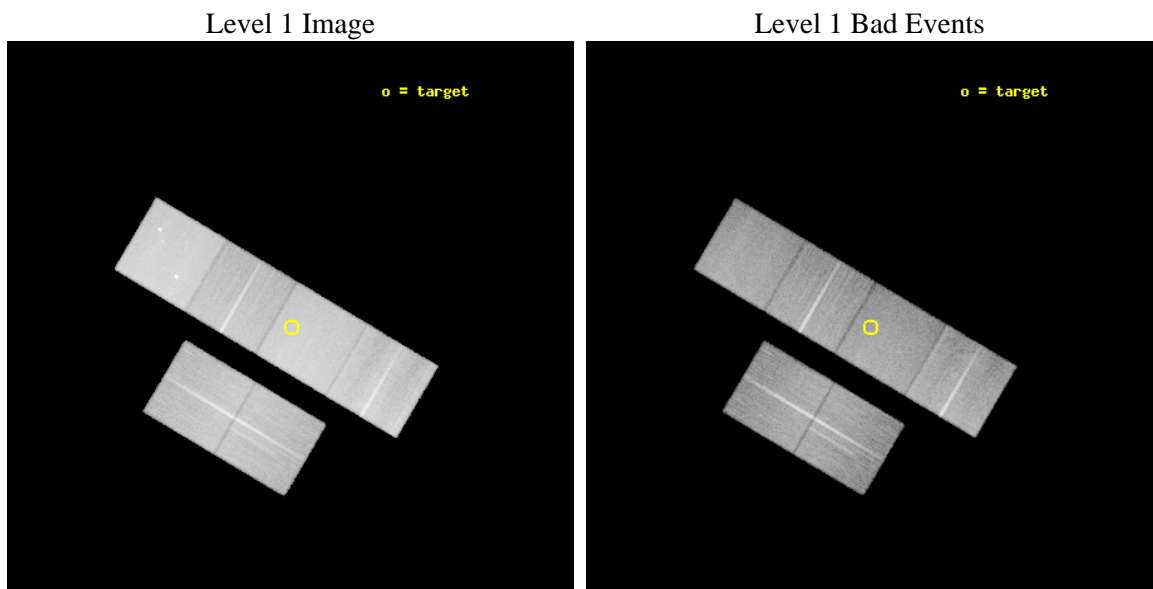 Level 1 Image
Level 1 Bad Events
o = target
o = target